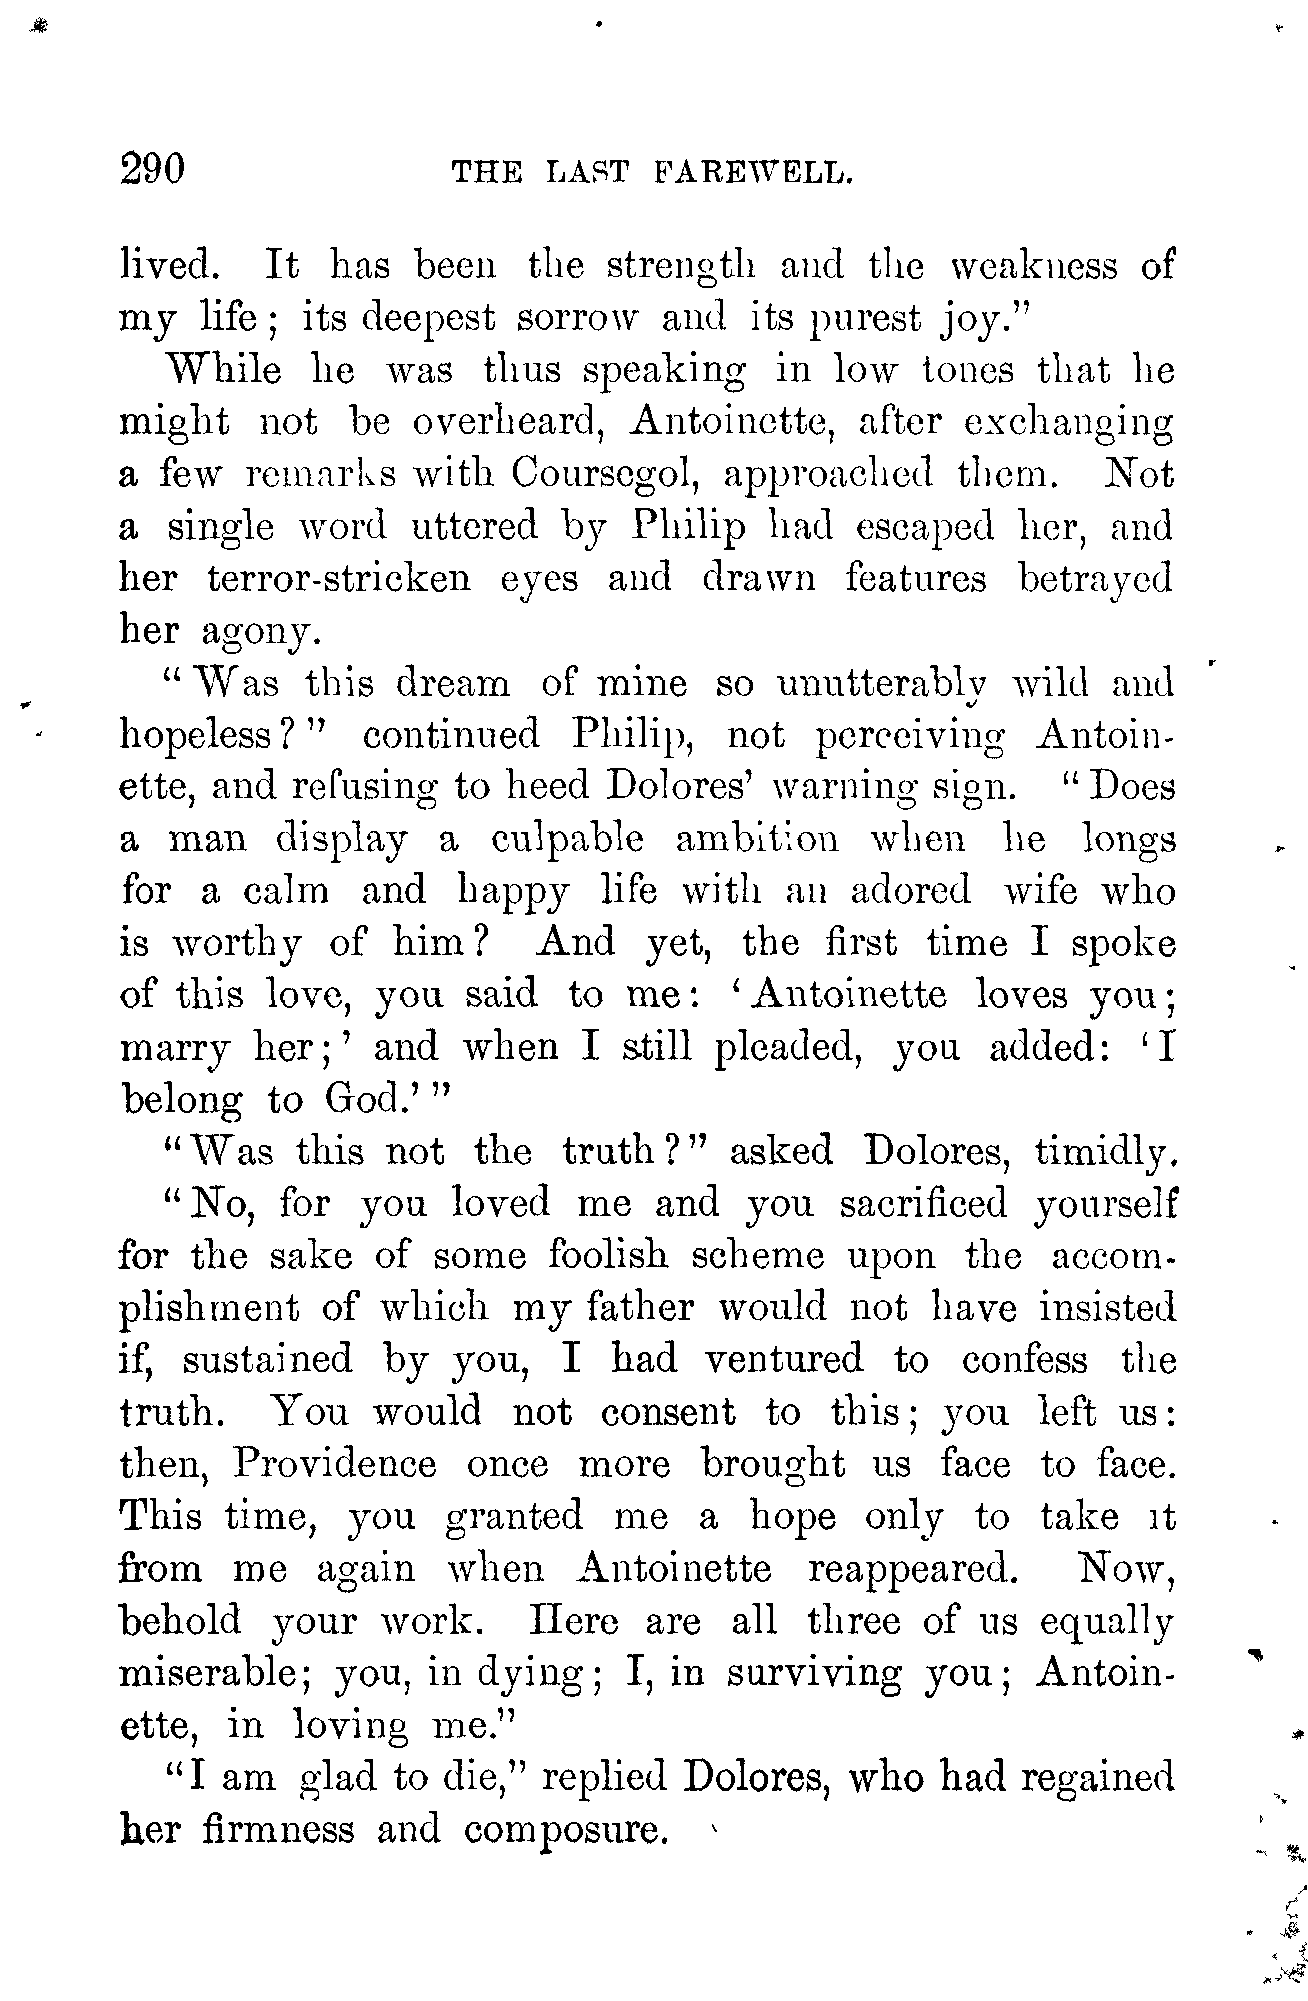 290 THE LAST FAREWELL.
lived. It has been the strength and the weakness of
my life; its deepest sorrow and its purest joy."
While he was thus speaking in low tones that he
might not be overheard, Antoinette, after exchanging
a few remarks with Coursegol, approached them. Not
a single word uttered by Philip had escaped her, and
her terror-stricken eyes and drawn features betrayed
her agony.
"Was this dream of mine so unutterably wild and
hopeless?" continued Philip, not perceiving Antoin-
ette, and refusing to heed Dolores' warning sign. "Does
a man display a culpable ambition when he longs
for a calm and happy life with an adored wife who
is worthy of him? And yet, the first time I spoke
of this love, you said to me: 'Antoinette loves you;
marry her;' and when I still pleaded, you added: 'I
belong to God.'"
"Was this not the truth?" asked Dolores, timidly.
"No, for you loved me and you sacrificed yourself
for the sake of some foolish scheme upon the accom-
plishment of which my father would not have insisted
if, sustained by you, I had ventured to confess the
truth. You would not consent to this; you left us:
then, Providence once more brought us face to face.
This time, you granted me a hope only to take it
from me again when Antoinette reappeared. Now,
behold your work. Here are all three of us equally
miserable; you, in dying; I, in surviving you; Antoin-
ette, in loving me."
"I am glad to die," replied Dolores, who had regained
her firmness and composure.